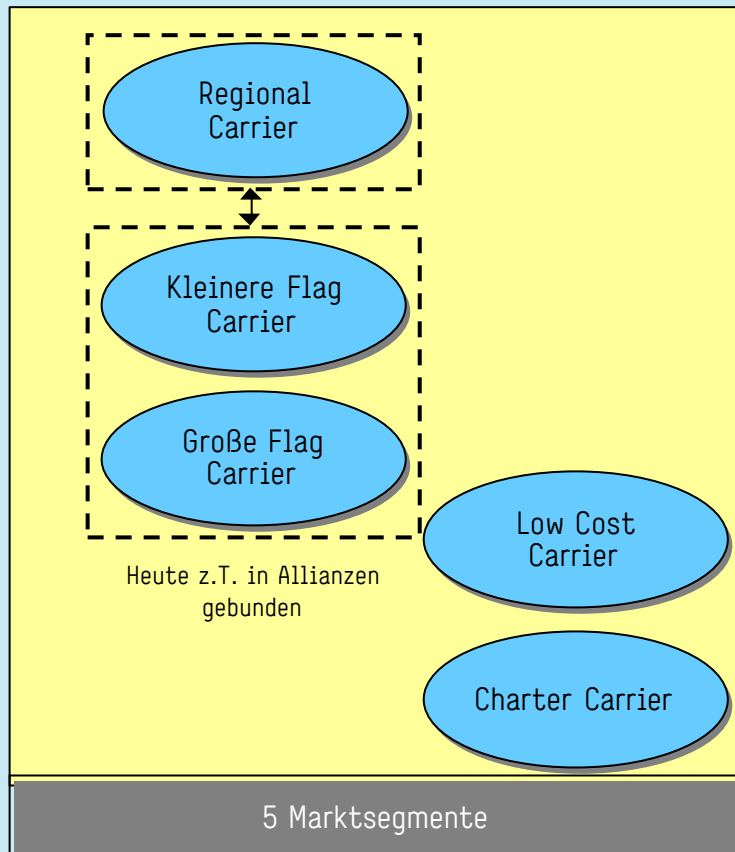 Regional
Carrier
Kleinere Flag
Carrier
Große Flag
Carrier
Heute z.T. in Allianzen
gebunden
Low Cost
Carrier
Charter Carrier
5 Marktsegmente